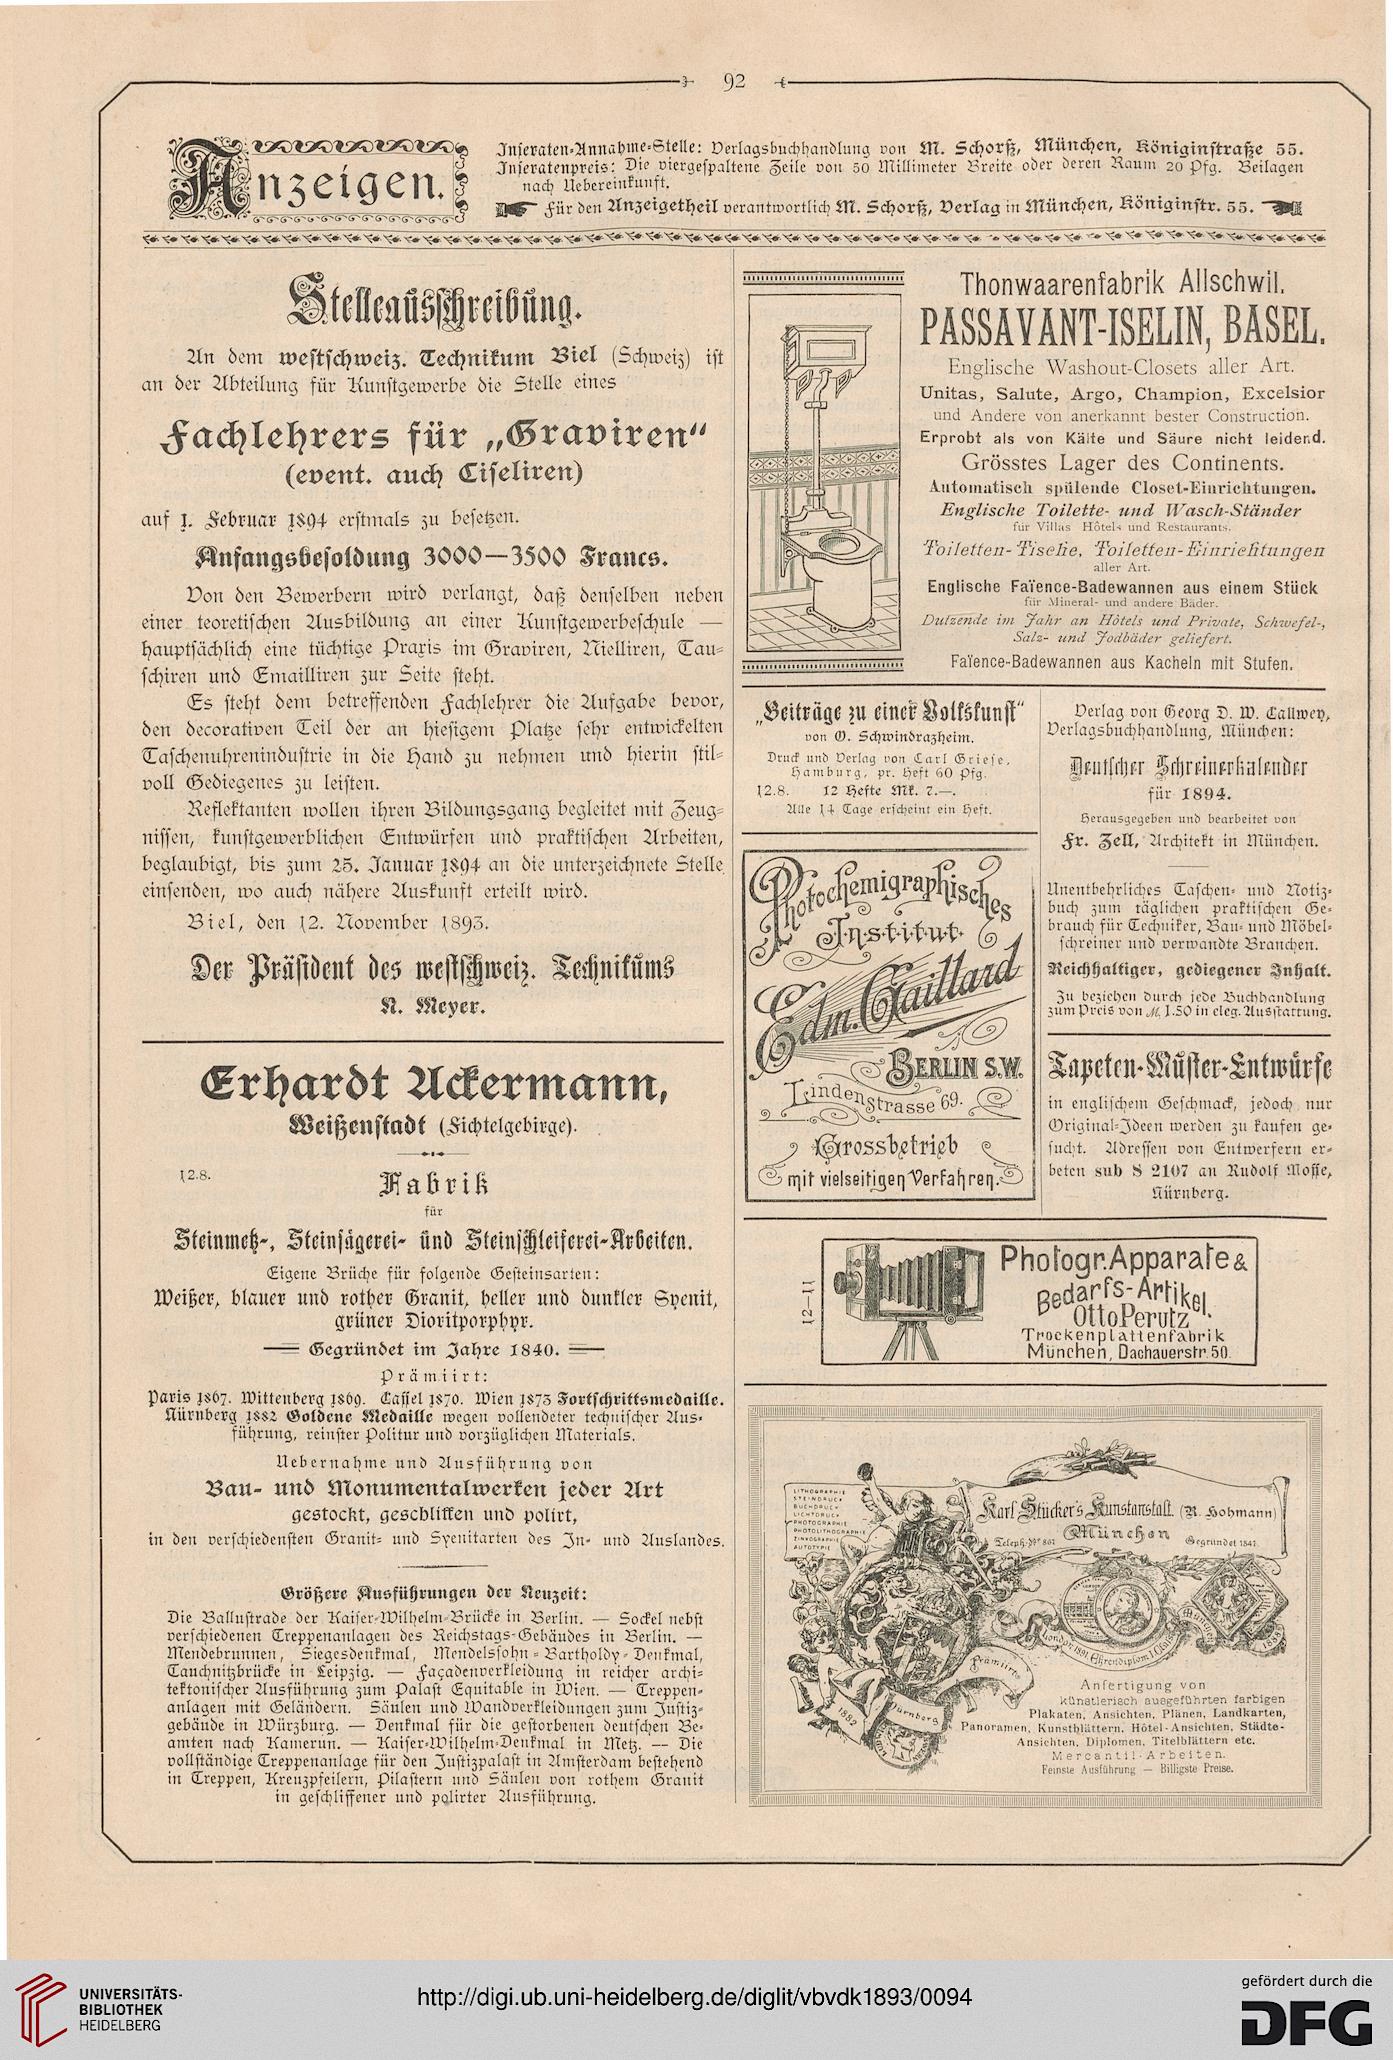 92
Anzeigen.
Inseraten-Annahme-Stelle: Verlagsbuchhandlung von M. Schorß, München, Königinstraße 55.
Inseratenpreis: Die viergespaltene Zeile von 50 Millimeter Breite oder deren Raum 20 Pfg. Beilagen
nach Uebereinkunft.
Für den Anzeigetheil verantwortlich M. Schorß, Verlag in München, Königinstr. 55.
Stelleausschreibung.
An dem westschweiz. Technikum Biel (Schweiz) ist
an der Abteilung für Kunstgewerbe die Stelle eines
Fachlehrers für „Graviren“
(event. auch Ciseliren)
auf 1. Februar 1894 erstmals zu besetzen.
Anfangsbesoldung 3000—3500 Francs.
Von den Bewerbern wird verlangt, daß denselben neben
einer teoretischen Ausbildung an einer Kunstgewerbeschule —
hauptsächlich eine tüchtige Praxis im Graviren, Nielliren, Tau-
schiren und Emailliren zur Seite steht.
Es steht dem betreffenden Fachlehrer die Aufgabe bevor,
den decorativen Teil der an hiesigem Platze sehr entwickelten
Taschenuhrenindustrie in die Hand zu nehmen und hierin stil-
voll Gediegenes zu leisten.
Reflektanten wollen ihren Bildungsgang begleitet mit Zeug-
nissen, kunstgewerblichen Entwürfen und praktischen Arbeiten,
beglaubigt, bis zum 25. Januar 1894 an die unterzeichnete Stelle
einsenden, wo auch nähere Auskunft erteilt wird.
Biel, den 12. November 1893.
Der Präsident des westschweiz. Technikums
N. Meyer.
Erhardt Ackermann,
Weißenstadt (Fichtelgebirge).
12.8.
Fabrik
für
Steinmetz-, Steinsägerei- und Steinschleiferei-Arbeiten.
Eigene Brüche für folgende Gesteinsarten:
Weißer, blauer und rother Granit, heller und dunkler Syenit,
grüner Dioritporphyr.
Gegründet im Jahre 1840.
Prämiirt:
Paris 1867. Wittenberg 1869. Cassel 1870. Wien 1873 Fortschrittsmedaille.
Nürnberg 1882 Goldene Medaille wegen vollendeter technischer Aus-
führung, reinster Politur und vorzüglichen Materials.
Uebernahme und Ausführung von
Bau- und Monumentalwerken jeder Art
gestockt, geschliffen und polirt,
in den verschiedensten Granit- und Syenitarten des In- und Auslandes.
Größere Ausführungen der Neuzeit:
Die Ballustrade der Kaiser-Wilhelm-Brücke in Berlin. — Sockel nebst
verschiedenen Treppenanlagen des Reichstags-Gebäudes in Berlin. —
Mendebrunnen, Siegesdenkmal, Mendelssohn-Bartholdy-Denkmal,
Tauchnitzbrücke in Leipzig. — Façadenverkleidung in reicher archi-
tektonischer Ausführung zum Palast Equitable in Wien. — Treppen-
anlagen mit Geländern. Säulen und Wandverkleidungen zum Justiz-
gebäude in Würzburg. — Denkmal für die gestorbenen deutschen Be-
amten nach Kamerun. — Kaiser-Wilhelm-Denkmal in Metz. — Die
vollständige Treppenanlage für den Justizpalast in Amsterdam bestehend
in Treppen, Kreuzpfeilern, Pilastern und Säulen von rothem Granit
in geschliffener und polirter Ausführung.
Thonwaarenfabrik Allschwil.
PASSAVANT-ISELIN, BASEL.
Englische Washout-Closets aller Art.
Unitas, Salute, Argo, Champion, Excelsior
und Andere von anerkannt bester Construction.
Erprobt als von Kälte und Säure nicht leidend.
Grösstes Lager des Continents.
Automatisch spülende Closet-Einrichtungen.
Englische Toilette- und Wasch-Ständer
für Villas Hôtels und Restaurants.
Toiletten-Tische, Toiletten-Einrichtungen
aller Art.
Englische Faïence-Badewannen aus einem Stück
für Mineral- und andere Bäder.
Dutzende im Jahr an Hôtels und Private, Schwefel-,
Salz- und Jodbäder geliefert.
Faïence-Badewannen aus Kacheln mit Stufen.
„Beiträge zu einer Volkskunst“
von O. Schwindrazheim.
Druck und Verlag von Carl Griese,
Hamburg, pr. Heft 60 Pfg.
12.8. 12 Hefte Mk. 7.—.
Alle 14 Tage erscheint ein Heft.
Photochemigraphisches
Institut
Edm. Gaillard
BERLIN S.W.
Lindenstrasse 69.
Grossbetrieb
mit vielseitigen Verfahren.
Verlag von Georg D. W. Callwey,
Verlagsbuchhandlung, München:
Deutscher Schreinerkalender
für 1894.
Herausgegeben und bearbeitet von
Fr. Zell, Architekt in München.
Unentbehrliches Taschen- und Notiz-
buch zum täglichen praktischen Ge-
brauch für Techniker, Bau- und Möbel-
schreiner und verwandte Branchen.
Reichhaltiger, gediegener Inhalt.
Zu beziehen durch jede Buchhandlung
zum Preis von M. 1.50 in eleg. Ausstattung.
Tapeten-Muster-Entwürfe
in englischem Geschmack, jedoch nur
Original-Ideen werden zu kaufen ge-
sucht. Adressen von Entwerfern er-
beten sub S 2107 an Rudolf Mosse,
Nürnberg.
12—11
Photogr. Apparate &
Bedarfs-Artikel.
Otto Perutz
Trockenplattenfabrik
München, Dachauerstr. 50.
LITHOGRAPHIE
STEINDRUCK
BUCHDRUCK
LICHTDRUCK
PHOTOGRAPHIE
PHOTOLITHOGRAPHIE
ZINKOGRAPHIE
AUTOTYPIE
Karl Stücker's Kunstanstalt. (R. Hohmann)
München
Teleph. No 867 Gegründet 1841.
London 1891. Ehrendiplom I. Classe
München 1888
Prämiirt
1882 Nürnberg
Anfertigung von
künstlerisch ausgeführten farbigen
Plakaten, Ansichten, Plänen, Landkarten,
Panoramen, Kunstblättern, Hôtel-Ansichten, Städte-
Ansichten, Diplomen, Titelblättern etc.
Mercantil-Arbeiten.
Feinste Ausführung — Billigste Preise.
UNIVERSITÄTS-
BIBLIOTHEK
HEIDELBERG
http://digi.ub.uni-heidelberg.de/diglit/vbvdk1893/0094
gefördert durch die
DFG